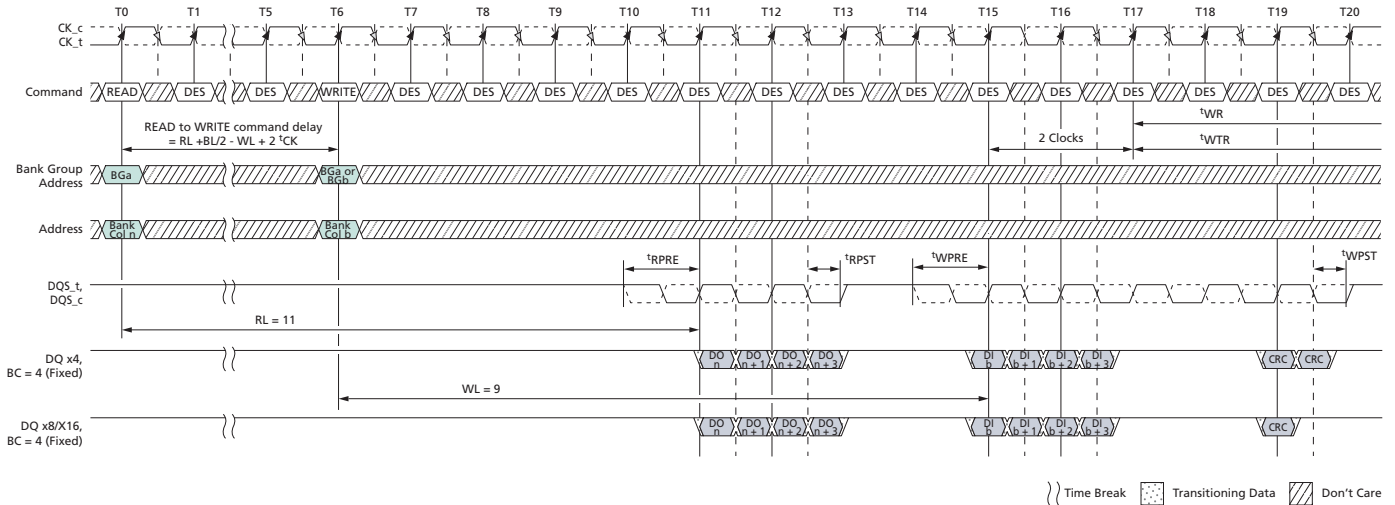 T0 T1 T5 T6 T7 T8 T9 T10 T11 T12 T13 T14 T15 T16 T17 T18 T19 T20
CK_c
CK_t
Command READ DES DES WRITE DES DES DES DES DES DES DES DES DES DES DES DES DES DES
READ to WRITE command delay
= RL +BL/2 - WL + 2 tCK
tWR
2 Clocks
tWTR
Bank Group
Address
BGa
BGa or
BGb
Address
Bank
Col n
Bank
Col b
tRPRE
tRPST
tWPRE
tWPST
DQS_t,
DQS_c
RL = 11
DQ x4,
BC = 4 (Fixed)
DO
n
DO
n + 1
DO
n + 2
DO
n + 3
DI
b
DI
b + 1
DI
b + 2
DI
b + 3
CRC
CRC
WL = 9
DQ x8/X16,
BC = 4 (Fixed)
DO
n
DO
n + 1
DO
n + 2
DO
n + 3
DI
b
DI
b + 1
DI
b + 2
DI
b + 3
CRC
Time Break
Transitioning Data
Don't Care